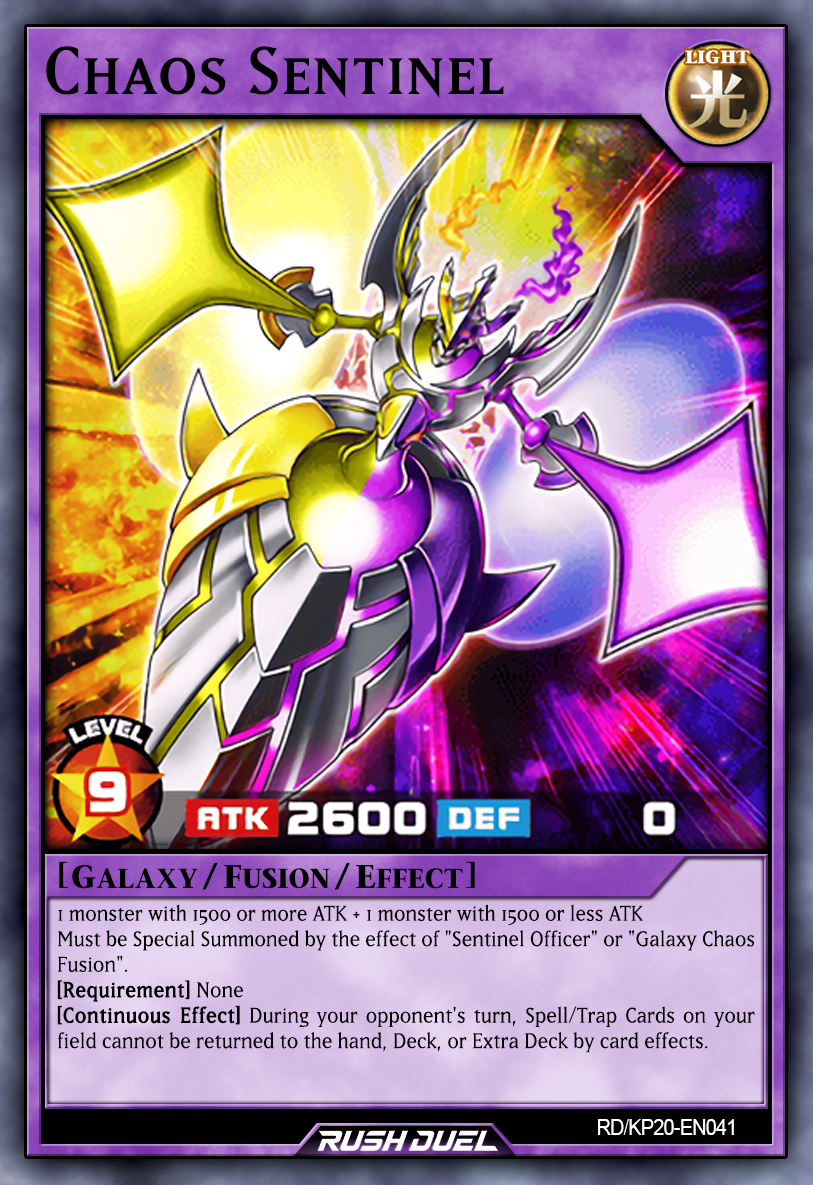 Chaos Sentinel
LIGHT
光
LEVEL
9
ATK 2600 DEF 0
[Galaxy/Fusion/Effect]
1 monster with 1500 or more ATK + 1 monster with 1500 or less ATK
Must be Special Summoned by the effect of "Sentinel Officer" or "Galaxy Chaos
Fusion".
[Requirement] None
[Continuous Effect] During your opponent's turn, Spell/Trap Cards on your
field cannot be returned to the hand, Deck, or Extra Deck by card effects.
RD/KP20-EN041
RUSH DUEL